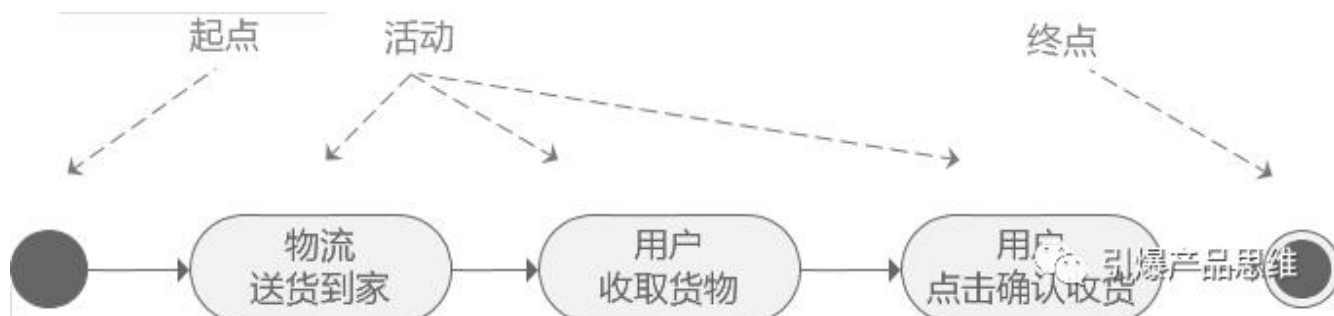 起点
活动
终点
物流
送货到家
用户
收取货物
用户
点击确认收货
引爆产品思维